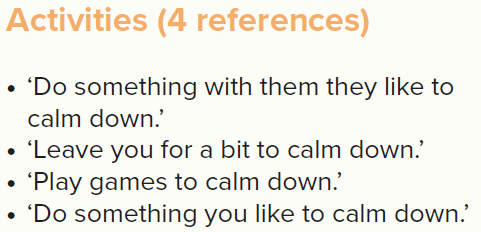 Activities (4 references)
• ‘Do something with them they like to
calm down.’
• ‘Leave you for a bit to calm down.’
• ‘Play games to calm down.’
• ‘Do something you like to calm down.’